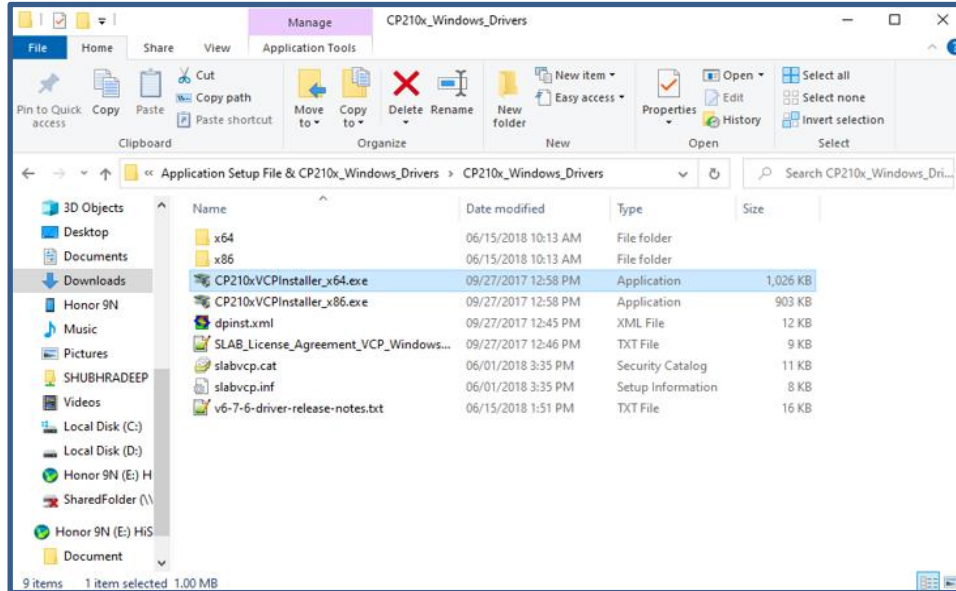 Manage CP210x_Windows_Drivers
File Home Share View Application Tools
Pin to Quick access
Copy
Paste
Cut
Copy path
Paste shortcut
Clipboard
Move to
Copy to
Delete
Rename
Organize
New folder
New item
Easy access
New
Properties
Open
Edit
History
Open
Select all
Select none
Invert selection
Select
« Application Setup File & CP210x_Windows_Drivers > CP210x_Windows_Drivers
Search CP210x_Windows_Dri...
3D Objects
Desktop
Documents
Downloads
Honor 9N
Music
Pictures
SHUBHRADEEP
Videos
Local Disk (C:)
Local Disk (D:)
Honor 9N (E:) H
SharedFolder (\\
Honor 9N (E:) HiS
Document
Name Date modified Type Size
x64 06/15/2018 10:13 AM File folder
x86 06/15/2018 10:13 AM File folder
CP210xVCPInstaller_x64.exe 09/27/2017 12:58 PM Application 1,026 KB
CP210xVCPInstaller_x86.exe 09/27/2017 12:58 PM Application 903 KB
dpinst.xml 09/27/2017 12:45 PM XML File 12 KB
SLAB_License_Agreement_VCP_Windows... 09/27/2017 12:46 PM TXT File 9 KB
slabvcp.cat 06/01/2018 3:35 PM Security Catalog 11 KB
slabvcp.inf 06/01/2018 3:35 PM Setup Information 8 KB
v6-7-6-driver-release-notes.txt 06/15/2018 1:51 PM TXT File 16 KB
9 items 1 item selected 1.00 MB